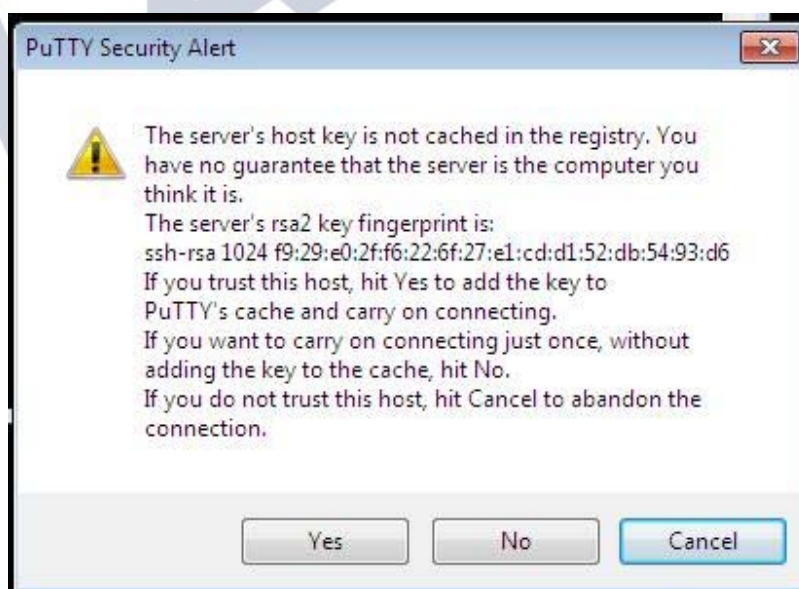 PuTTY Security Alert
The server's host key is not cached in the registry. You
have no guarantee that the server is the computer you
think it is.
The server's rsa2 key fingerprint is:
ssh-rsa 1024 f9:29:e0:2f:f6:22:6f:27:e1:cd:d1:52:db:54:93:d6
If you trust this host, hit Yes to add the key to
PuTTY's cache and carry on connecting.
If you want to carry on connecting just once, without
adding the key to the cache, hit No.
If you do not trust this host, hit Cancel to abandon the
connection.
Yes No Cancel